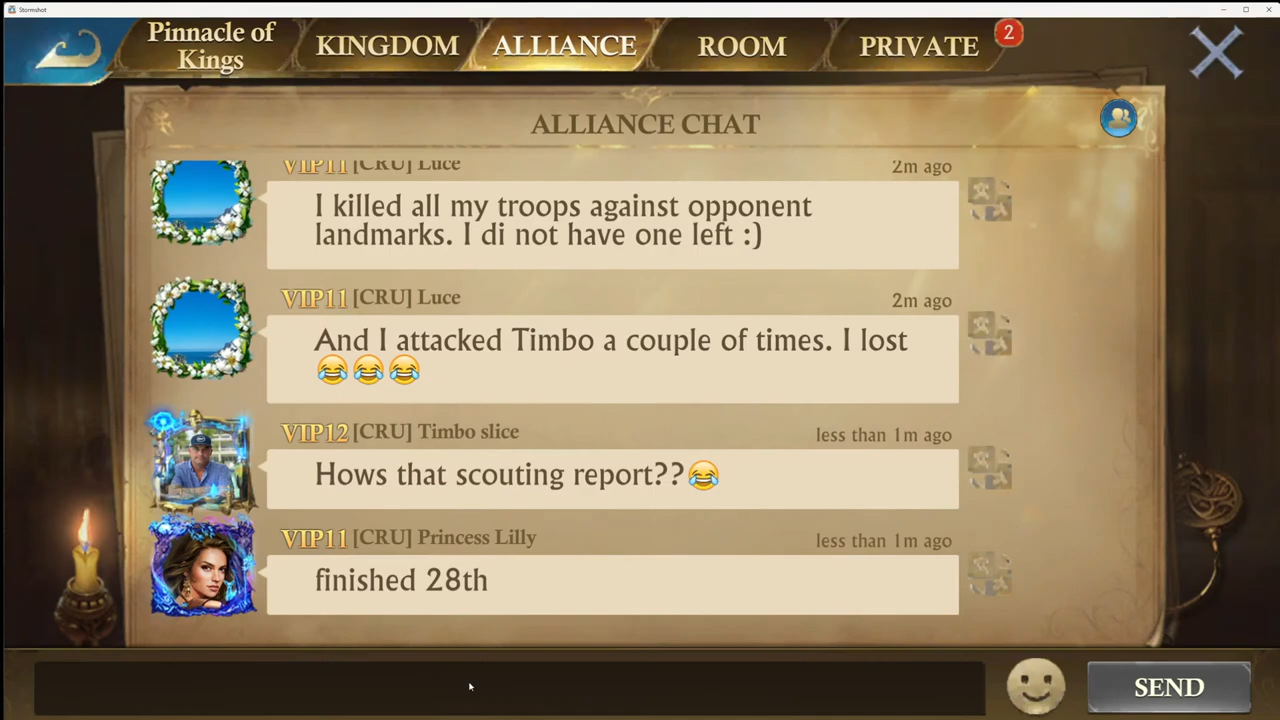 Stormshot
Pinnacle of
Kings
KINGDOM
ALLIANCE
ROOM
PRIVATE
2
ALLIANCE CHAT
VIP11 [CRU] Luce
2m ago
I killed all my troops against opponent
landmarks. I di not have one left :)
VIP11 [CRU] Luce
2m ago
And I attacked Timbo a couple of times. I lost
😂😂😂
VIP12 [CRU] Timbo slice
less than 1m ago
Hows that scouting report??😂
VIP11 [CRU] Princess Lilly
less than 1m ago
finished 28th
SEND